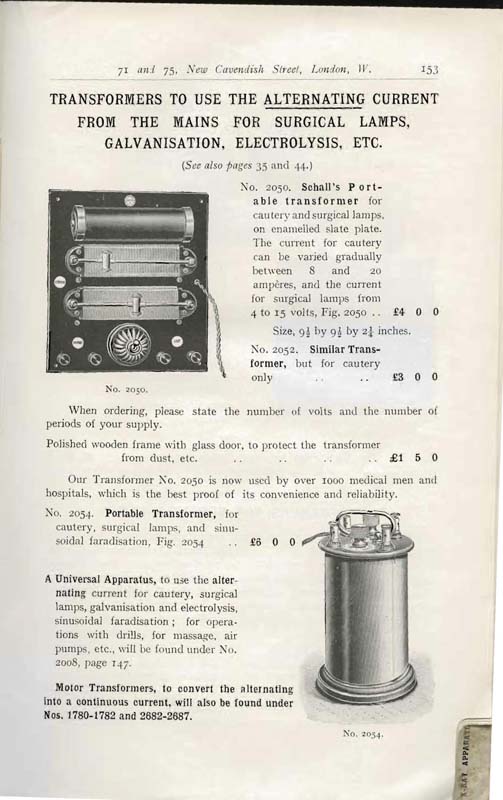 71 and 75, New Cavendish Street, London, W. 153
TRANSFORMERS TO USE THE ALTERNATING CURRENT
FROM THE MAINS FOR SURGICAL LAMPS,
GALVANISATION, ELECTROLYSIS, ETC.
(See also pages 35 and 44.)
No. 2050. Schall's Port-
able transformer for
cautery and surgical lamps,
on enamelled slate plate.
The current for cautery
can be varied gradually
between 8 and 20
ampères, and the current
for surgical lamps from
4 to 15 volts, Fig. 2050 .. £4 0 0
Size, 9½ by 9½ by 2¼ inches.
No. 2052. Similar Trans-
former, but for cautery
only .. .. £3 0 0
No. 2050.
When ordering, please state the number of volts and the number of
periods of your supply.
Polished wooden frame with glass door, to protect the transformer
from dust, etc. .. .. .. .. £1 5 0
Our Transformer No. 2050 is now used by over 1000 medical men and
hospitals, which is the best proof of its convenience and reliability.
No. 2054. Portable Transformer, for
cautery, surgical lamps, and sinu-
soidal faradisation, Fig. 2054 .. £6 0 0
A Universal Apparatus, to use the alter-
nating current for cautery, surgical
lamps, galvanisation and electrolysis,
sinusoidal faradisation ; for opera-
tions with drills, for massage, air
pumps, etc., will be found under No.
2008, page 147.
Motor Transformers, to convert the alternating
into a continuous current, will also be found under
Nos. 1780-1782 and 2682-2687.
No. 2054.
X-RAY APPARAT